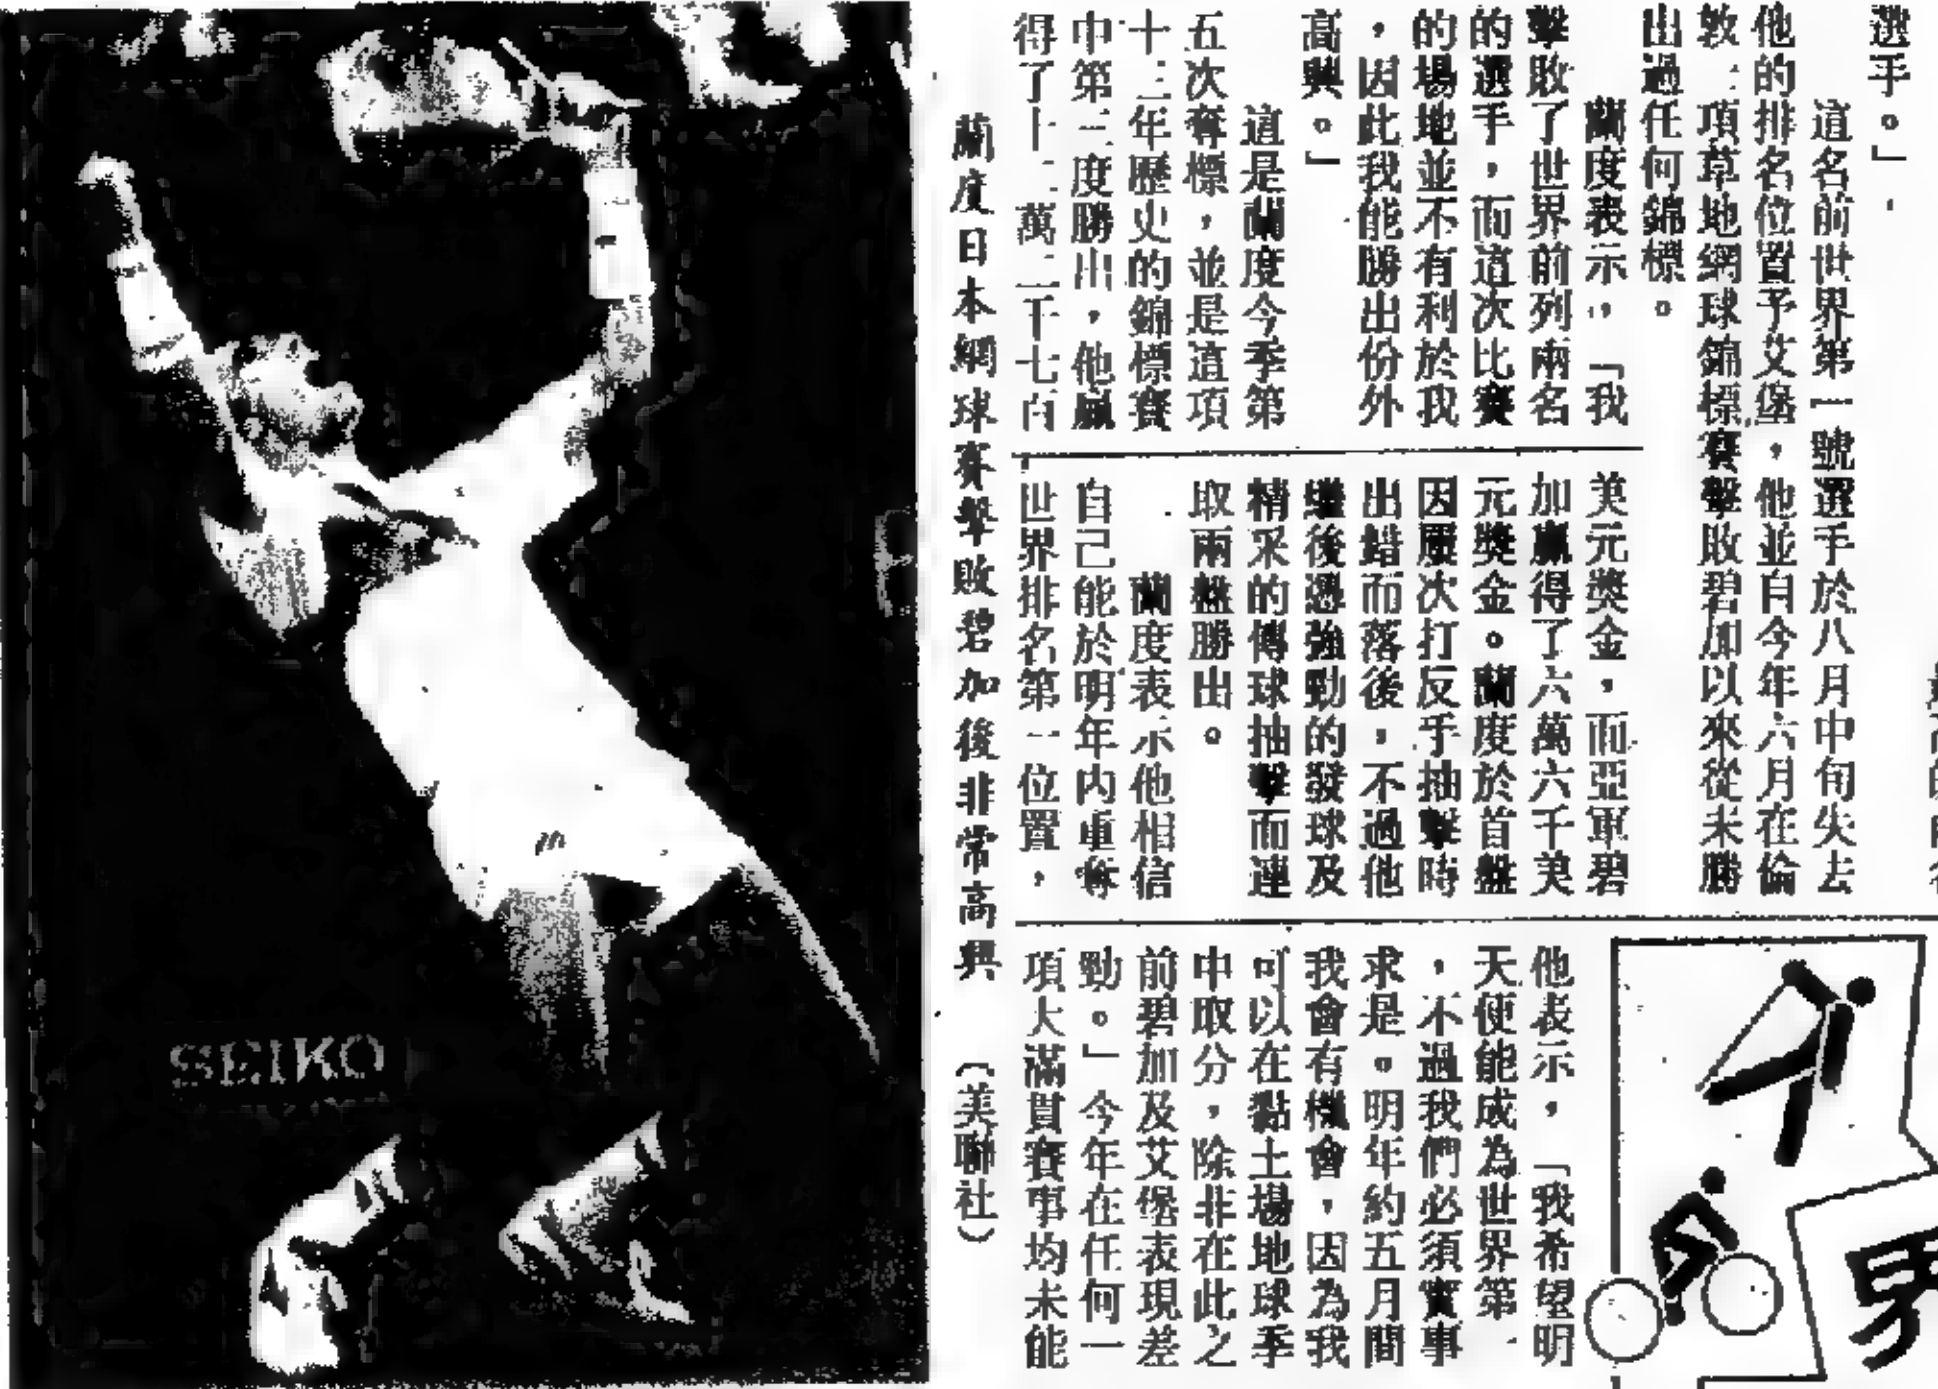 選手。」
這名前世界第一號選手於八月中旬失去
他的排名位置予艾堡，他並自今年六月在倫
敦一項草地網球錦標賽擊敗碧加以來從未勝
出過任何錦標。
蘭度表示，「我
擊敗了世界前列兩名
的選手，而這次比賽
的場地並不有利於我
，因此我能勝出份外
高興。」
這是蘭度今季第
五次奪標，並是這項
十三年歷史的錦標賽
中第二度勝出，他贏
得了十二萬二千七百
美元獎金，而亞軍碧
加贏得了六萬六千美
元獎金。蘭度於首盤
因屢次打反手抽擊時
出錯而落後，不過他
繼後憑強勁的發球及
精采的傳球抽擊而連
取兩盤勝出。
蘭度表示他相信
自己能於明年內重奪
世界排名第一位置，
他表示，「我希望明
天便能成為世界第一
，不過我們必須實事
求是。明年約五月間
我會有機會，因為我
可以在黏土場地球季
中取分，除非在此之
前碧加及艾堡表現差
勁。」今年在任何一
項大滿貫賽事均未能
蘭度日本網球賽擊敗碧加後非常高興 （美聯社）
SEIKO
界